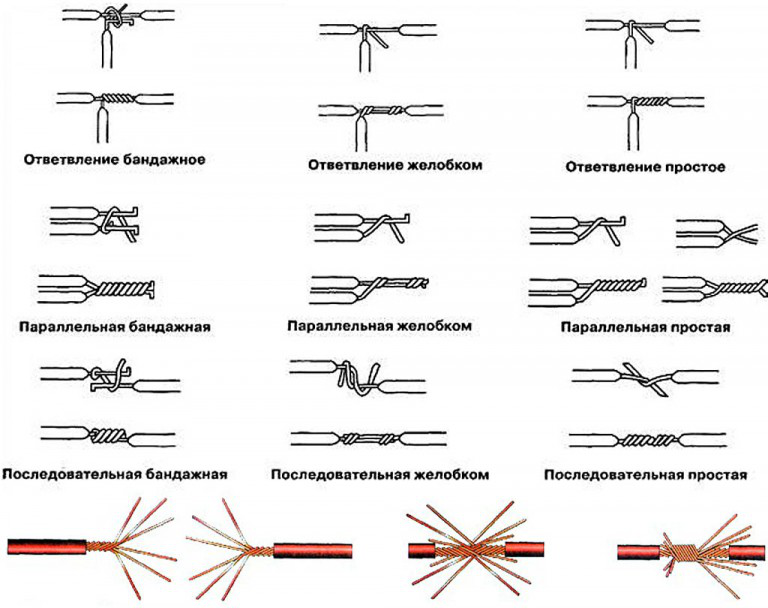 Ответвление бандажное
Ответвление желобком
Ответвление простое
Параллельная бандажная
Параллельная желобком
Параллельная простая
Последовательная бандажная
Последовательная желобком
Последовательная простая